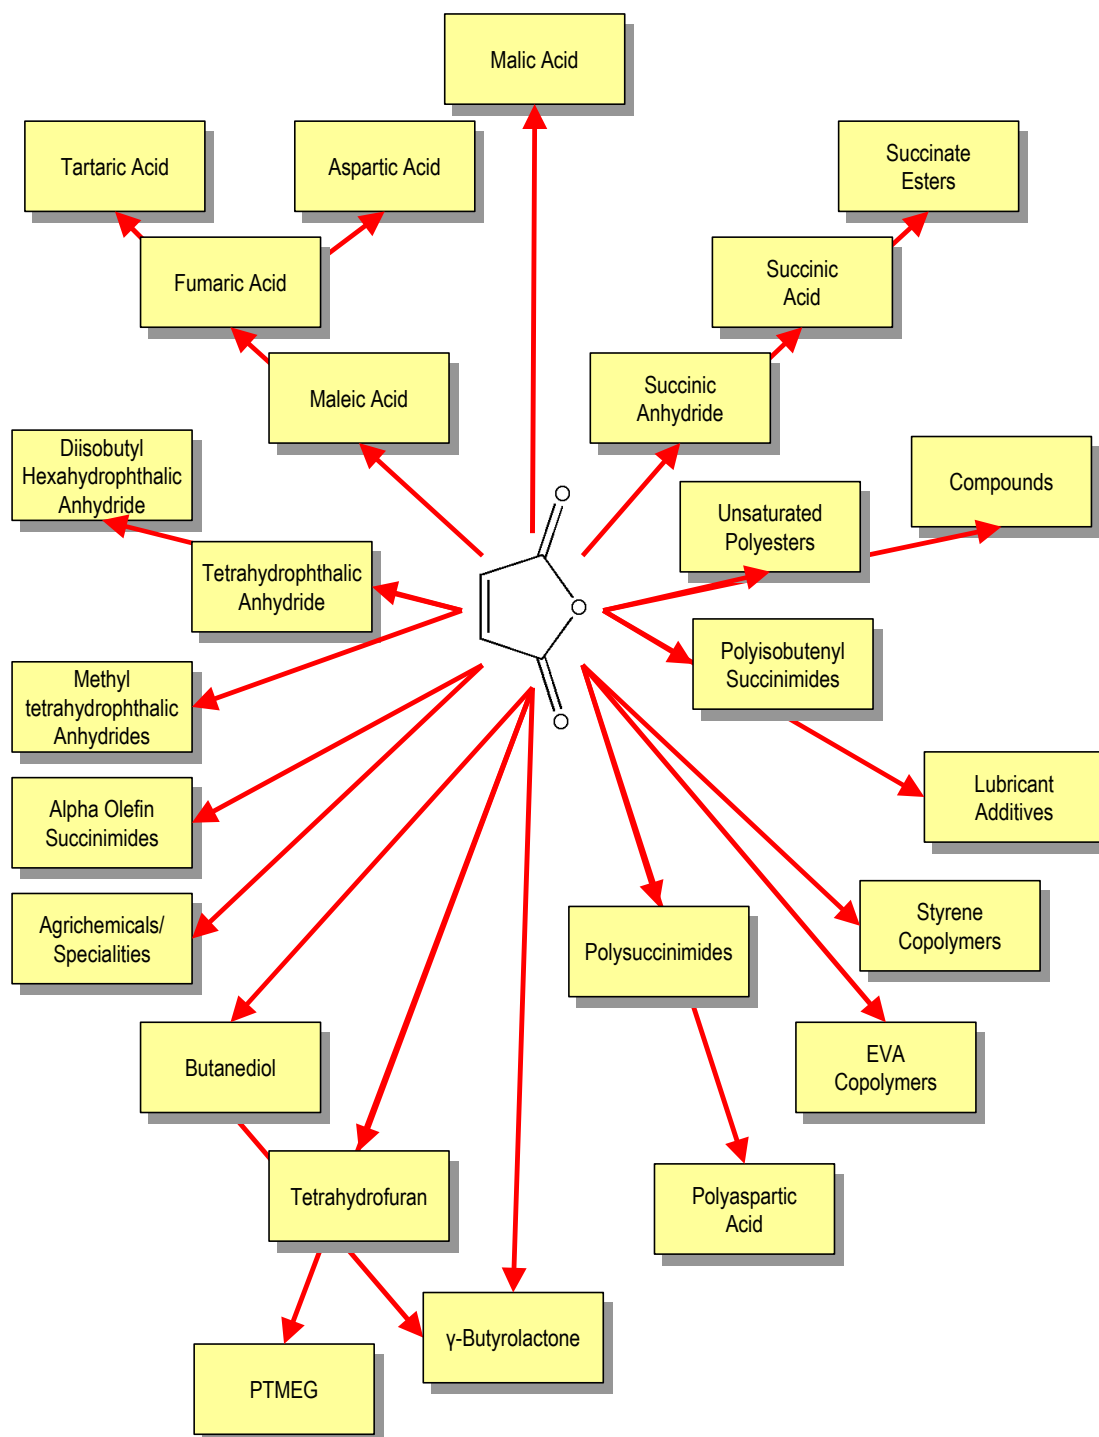 Malic Acid
Tartaric Acid
Aspartic Acid
Succinate
Esters
Fumaric Acid
Succinic
Acid
Maleic Acid
Succinic
Anhydride
Diisobutyl
Hexahydrophthalic
Anhydride
Compounds
Unsaturated
Polyesters
O
Tetrahydrophthalic
Anhydride
O
Polyisobutenyl
Succinimides
Methyl
tetrahydrophthalic
Anhydrides
O
Lubricant
Additives
Alpha Olefin
Succinimides
Agrichemicals/
Specialities
Styrene
Copolymers
Polysuccinimides
Butanediol
EVA
Copolymers
Tetrahydrofuran
Polyaspartic
Acid
γ-Butyrolactone
PTMEG